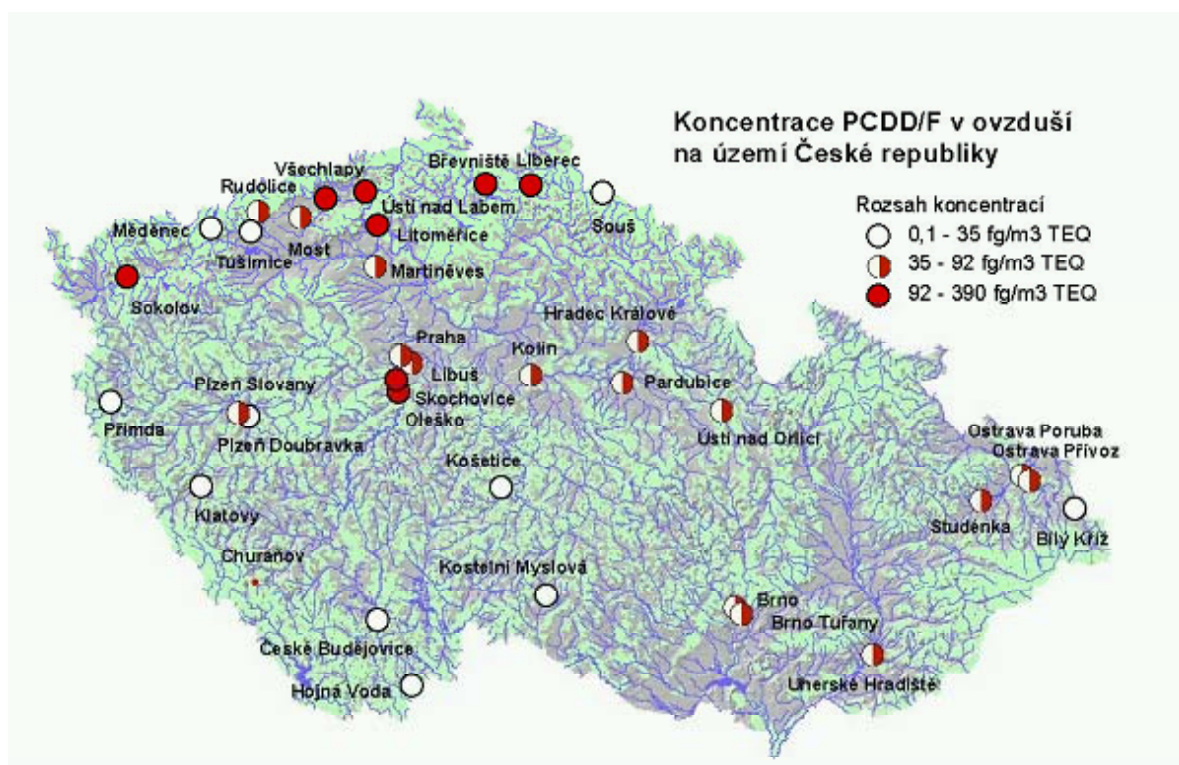 Koncentrace PCDD/F v ovzduší
na území České republiky
Rozsah koncentrací
0,1 - 35 fg/m3 TEQ
35 - 92 fg/m3 TEQ
92 - 390 fg/m3 TEQ
Všechlapy
Břevniště
Liberec
Rudolice
Ústí nad Labem
Souš
Měděnec
Most
Litoměřice
Tušimice
Martiněves
Sokolov
Hradec Králové
Praha
Kolín
Libuš
Plzeň Slovany
Pardubice
Skochovice
Oleško
Přimda
Ústí nad Orlicí
Plzeň Doubravka
Ostrava Poruba
Ostrava Přívoz
Košetice
Klatovy
Studénka
Bílý Kříž
Churáňov
Kostelní Myslová
Brno
Brno Tuřany
České Budějovice
Hojná Voda
Uherské Hradiště